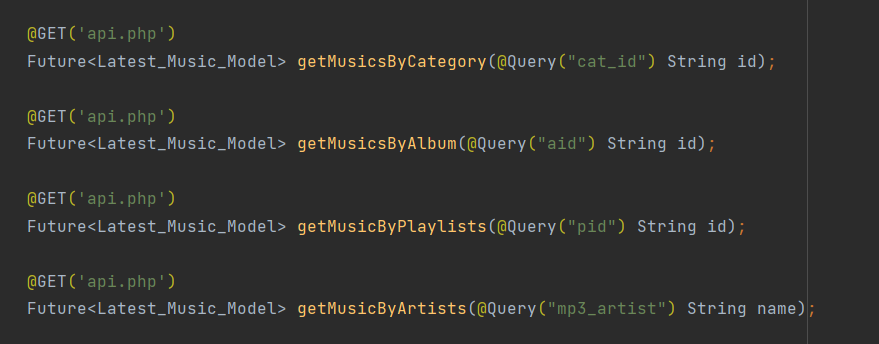 @GET('api.php')
Future<Latest_Music_Model> getMusicsByCategory(@Query("cat_id") String id);
@GET('api.php')
Future<Latest_Music_Model> getMusicsByAlbum(@Query("aid") String id);
@GET('api.php')
Future<Latest_Music_Model> getMusicByPlaylists(@Query("pid") String id);
@GET('api.php')
Future<Latest_Music_Model> getMusicByArtists(@Query("mp3_artist") String name);